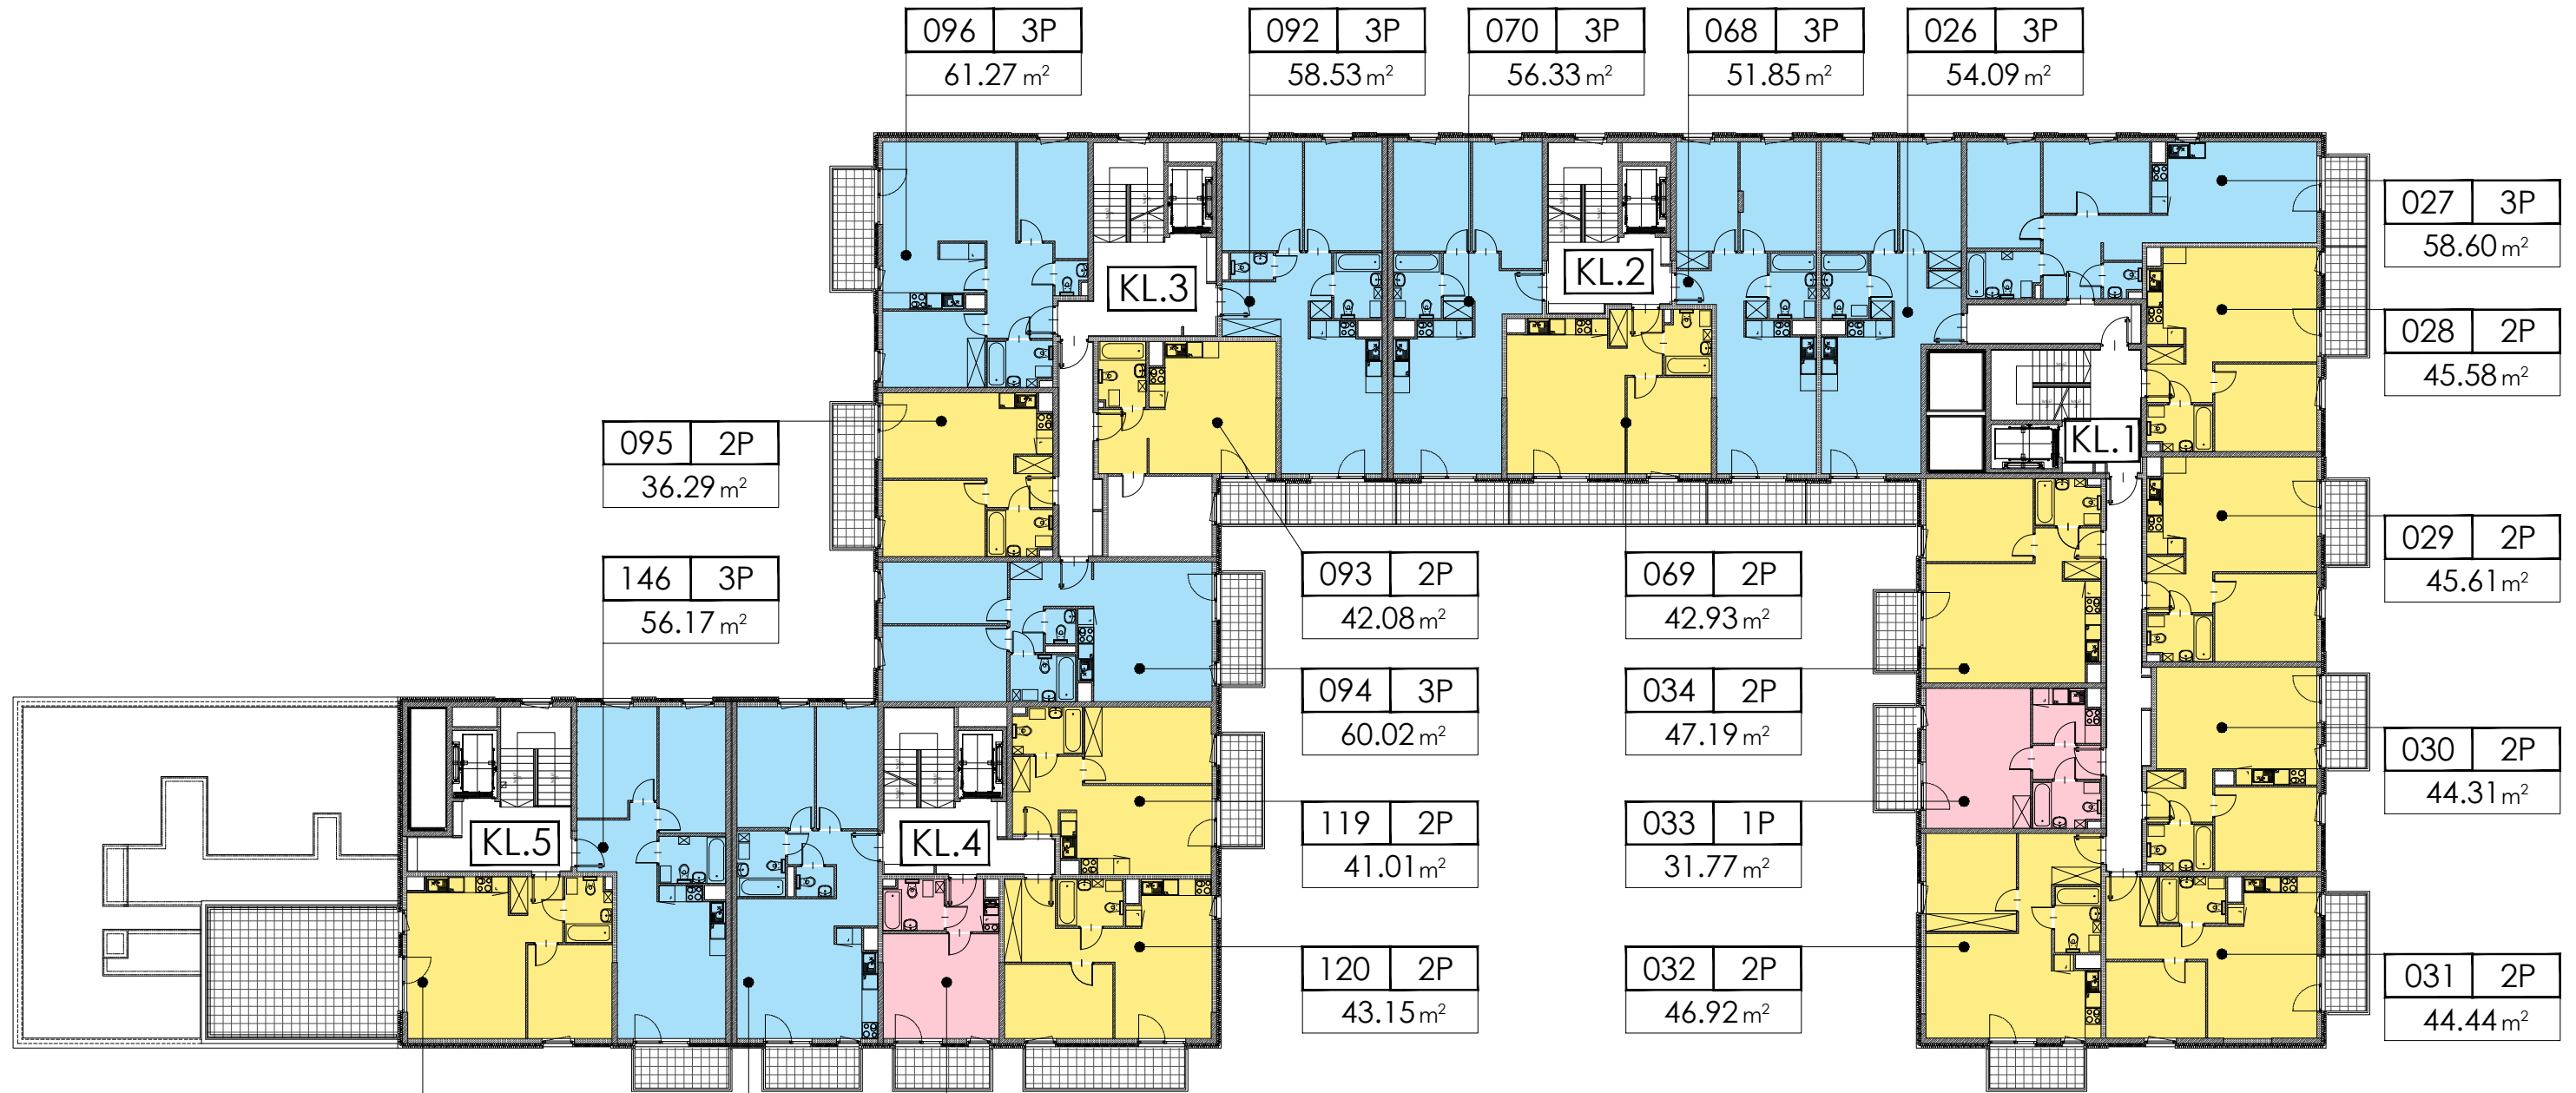 096 3P
61.27 m²
092 3P
58.53 m²
070 3P
56.33 m²
068 3P
51.85 m²
026 3P
54.09 m²
027 3P
58.60 m²
KL.3
KL.2
028 2P
45.58 m²
KL.1
095 2P
36.29 m²
029 2P
45.61 m²
146 3P
56.17 m²
093 2P
42.08 m²
069 2P
42.93 m²
094 3P
60.02 m²
034 2P
47.19 m²
030 2P
44.31 m²
KL.5
KL.4
119 2P
41.01 m²
033 1P
31.77 m²
120 2P
43.15 m²
032 2P
46.92 m²
031 2P
44.44 m²